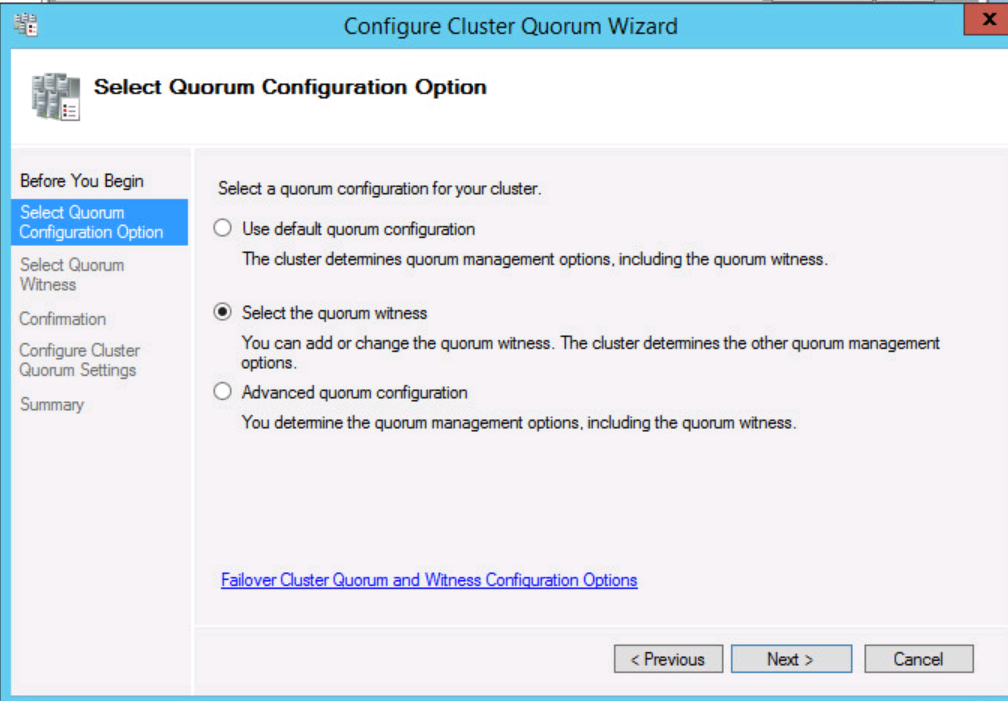 Configure Cluster Quorum Wizard
x
Select Quorum Configuration Option
Before You Begin
Select Quorum
Configuration Option
Select Quorum
Witness
Confirmation
Configure Cluster
Quorum Settings
Summary
Select a quorum configuration for your cluster.
Use default quorum configuration
The cluster determines quorum management options, including the quorum witness.
Select the quorum witness
You can add or change the quorum witness. The cluster determines the other quorum management
options.
Advanced quorum configuration
You determine the quorum management options, including the quorum witness.
Failover Cluster Quorum and Witness Configuration Options
< Previous
Next >
Cancel